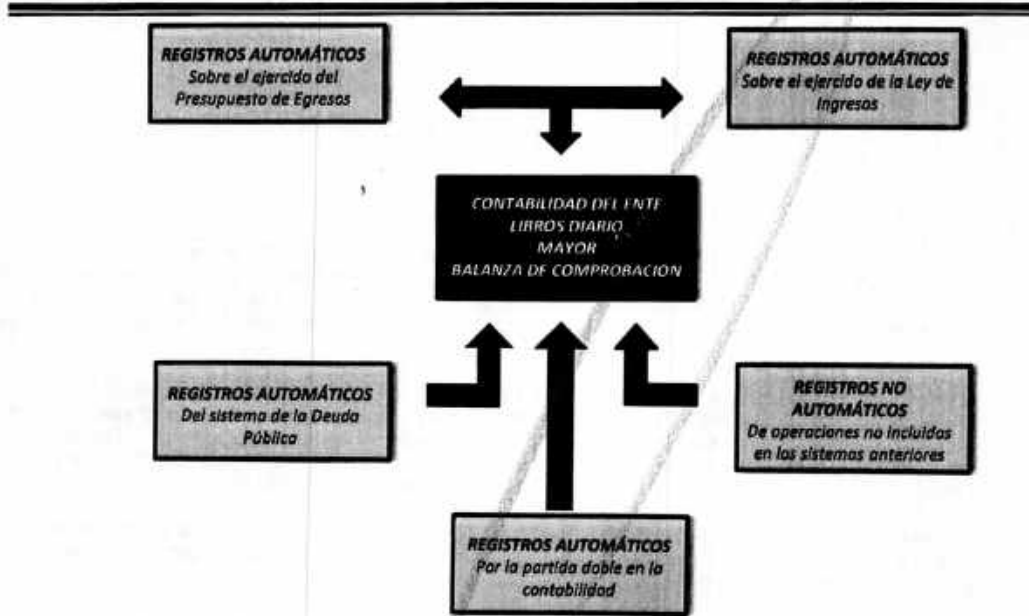 REGISTROS AUTOMÁTICOS
Sobre el ejercido del
Presupuesto de Egresos
REGISTROS AUTOMÁTICOS
Sobre el ejercido de la Ley de
Ingresos
CONTABILIDAD DEL ENTE
LIBROS DIARIO
MAYOR
BALANZA DE COMPROBACION
REGISTROS AUTOMÁTICOS
Del sistema de la Deuda
Pública
REGISTROS NO
AUTOMÁTICOS
De operaciones no incluidas
en los sistemas anteriores
REGISTROS AUTOMÁTICOS
Por la partida doble en la
contabilidad